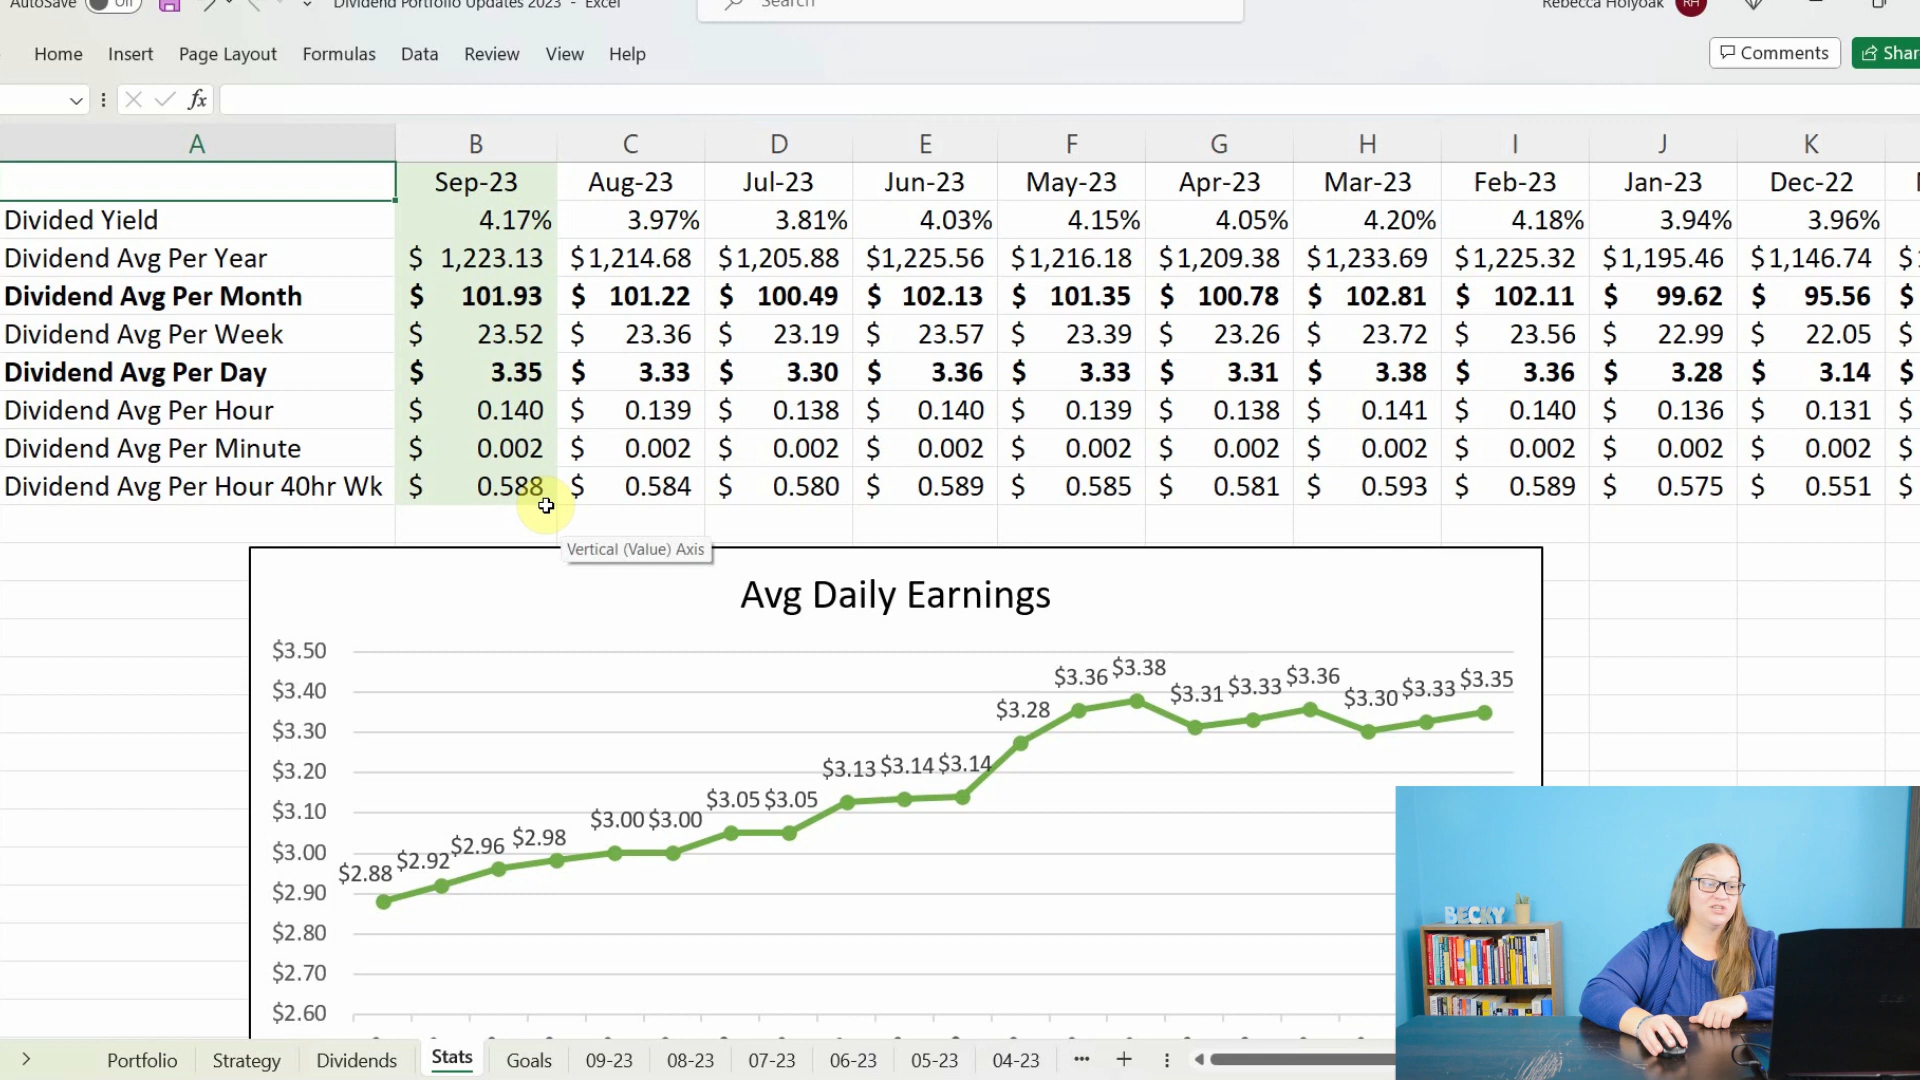 AutoSave Off Dividend Portfolio Updates 2023 - Excel Search Rebecca Holyoak RH
Home Insert Page Layout Formulas Data Review View Help Comments Shar
fx
A B C D E F G H I J K
Sep-23 Aug-23 Jul-23 Jun-23 May-23 Apr-23 Mar-23 Feb-23 Jan-23 Dec-22
Divided Yield 4.17% 3.97% 3.81% 4.03% 4.15% 4.05% 4.20% 4.18% 3.94% 3.96%
Dividend Avg Per Year $ 1,223.13 $1,214.68 $1,205.88 $1,225.56 $1,216.18 $1,209.38 $1,233.69 $1,225.32 $1,195.46 $1,146.74 $
Dividend Avg Per Month $ 101.93 $ 101.22 $ 100.49 $ 102.13 $ 101.35 $ 100.78 $ 102.81 $ 102.11 $ 99.62 $ 95.56 $
Dividend Avg Per Week $ 23.52 $ 23.36 $ 23.19 $ 23.57 $ 23.39 $ 23.26 $ 23.72 $ 23.56 $ 22.99 $ 22.05 $
Dividend Avg Per Day $ 3.35 $ 3.33 $ 3.30 $ 3.36 $ 3.33 $ 3.31 $ 3.38 $ 3.36 $ 3.28 $ 3.14 $
Dividend Avg Per Hour $ 0.140 $ 0.139 $ 0.138 $ 0.140 $ 0.139 $ 0.138 $ 0.141 $ 0.140 $ 0.136 $ 0.131 $
Dividend Avg Per Minute $ 0.002 $ 0.002 $ 0.002 $ 0.002 $ 0.002 $ 0.002 $ 0.002 $ 0.002 $ 0.002 $ 0.002 $
Dividend Avg Per Hour 40hr Wk $ 0.588 $ 0.584 $ 0.580 $ 0.589 $ 0.585 $ 0.581 $ 0.593 $ 0.589 $ 0.575 $ 0.551 $
Vertical (Value) Axis
Avg Daily Earnings
$3.50
$3.40
$3.30
$3.20
$3.10
$3.00
$2.90
$2.80
$2.70
$2.60
$2.88 $2.92 $2.96 $2.98 $3.00 $3.00 $3.05 $3.05 $3.13 $3.14 $3.14 $3.28 $3.36 $3.38 $3.31 $3.33 $3.36 $3.30 $3.33 $3.35
BECKY
Portfolio Strategy Dividends Stats Goals 09-23 08-23 07-23 06-23 05-23 04-23 ...